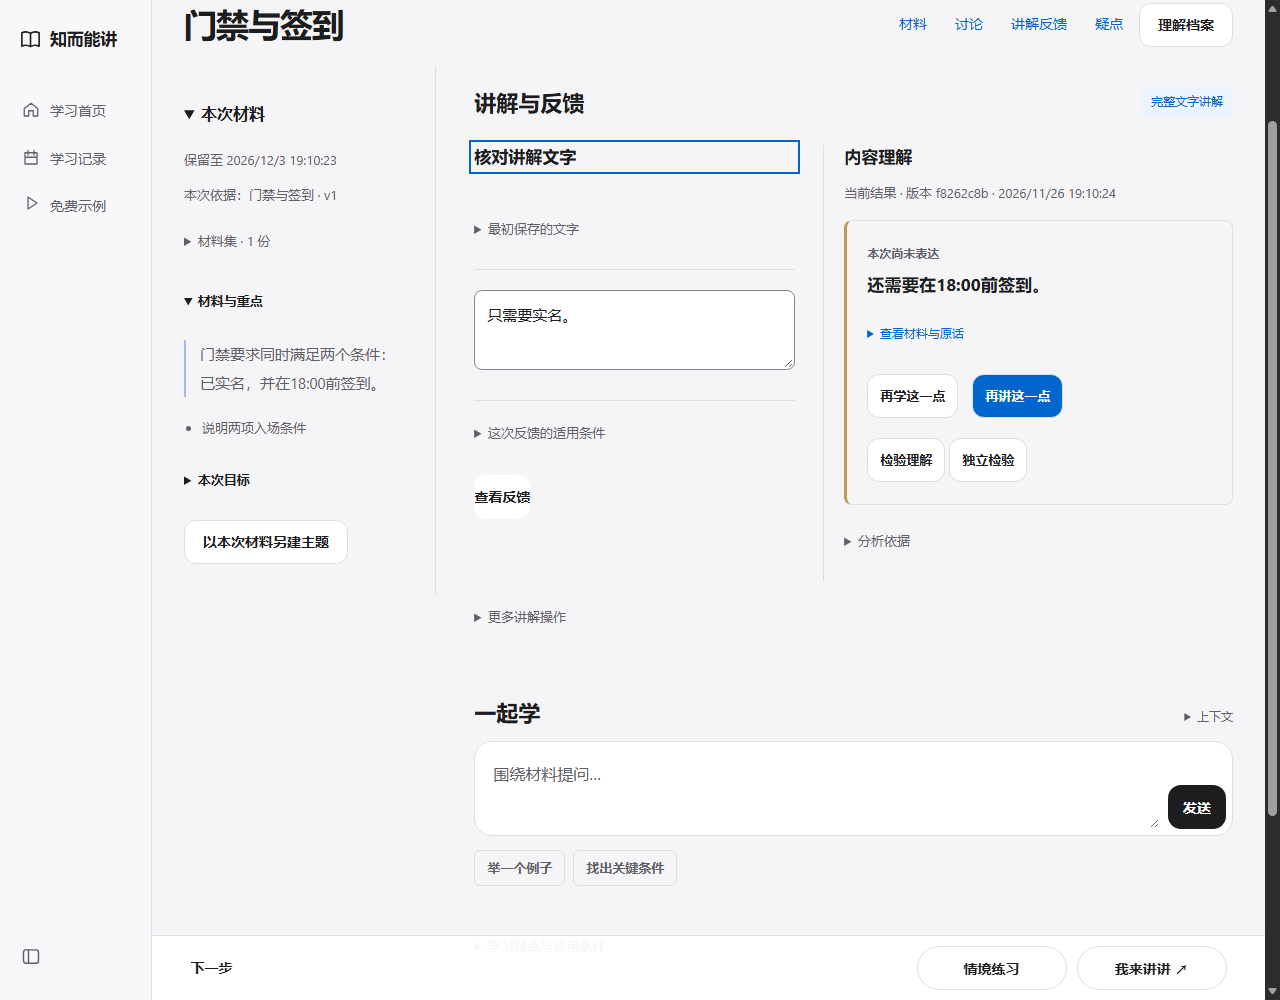 知而能讲
学习首页
学习记录
免费示例
门禁与签到
材料
讨论
讲解反馈
疑点
理解档案
本次材料
保留至 2026/12/3 19:10:23
本次依据：门禁与签到 · v1
材料集 · 1 份
材料与重点
门禁要求同时满足两个条件：
已实名，并在18:00前签到。
说明两项入场条件
本次目标
以本次材料另建主题
讲解与反馈
完整文字讲解
核对讲解文字
最初保存的文字
只需要实名。
这次反馈的适用条件
查看反馈
更多讲解操作
内容理解
当前结果 · 版本 f8262c8b · 2026/11/26 19:10:24
本次尚未表达
还需要在18:00前签到。
查看材料与原话
再学这一点
再讲这一点
检验理解
独立检验
分析依据
一起学
上下文
围绕材料提问...
发送
举一个例子
找出关键条件
学习疑点与适用条件
下一步
情境练习
我来讲讲 ↗